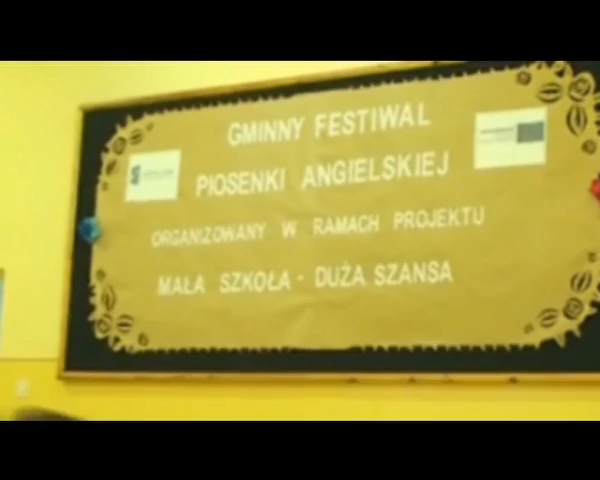 GMINNY FESTIWAL
PIOSENKI ANGIELSKIEJ
ORGANIZOWANY W RAMACH PROJEKTU
MAŁA SZKOŁA - DUŻA SZANSA